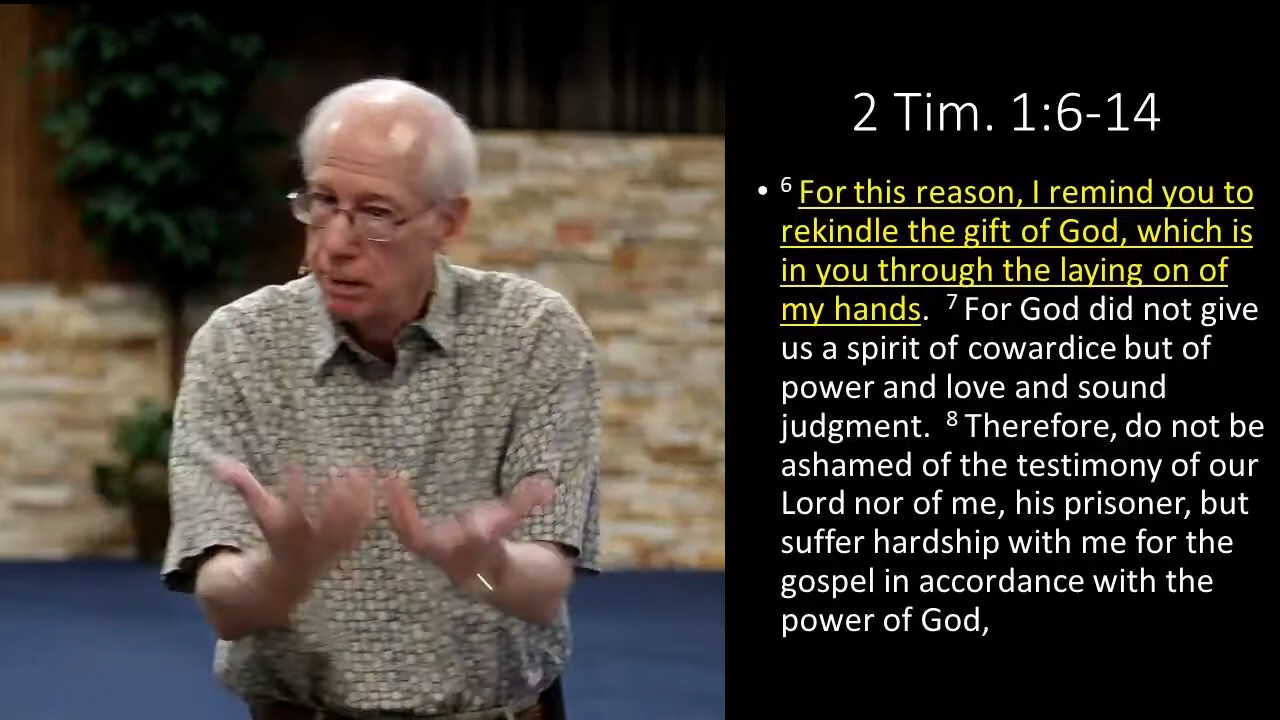 2 Tim. 1:6-14
• 6 For this reason, I remind you to
rekindle the gift of God, which is
in you through the laying on of
my hands. 7 For God did not give
us a spirit of cowardice but of
power and love and sound
judgment. 8 Therefore, do not be
ashamed of the testimony of our
Lord nor of me, his prisoner, but
suffer hardship with me for the
gospel in accordance with the
power of God,